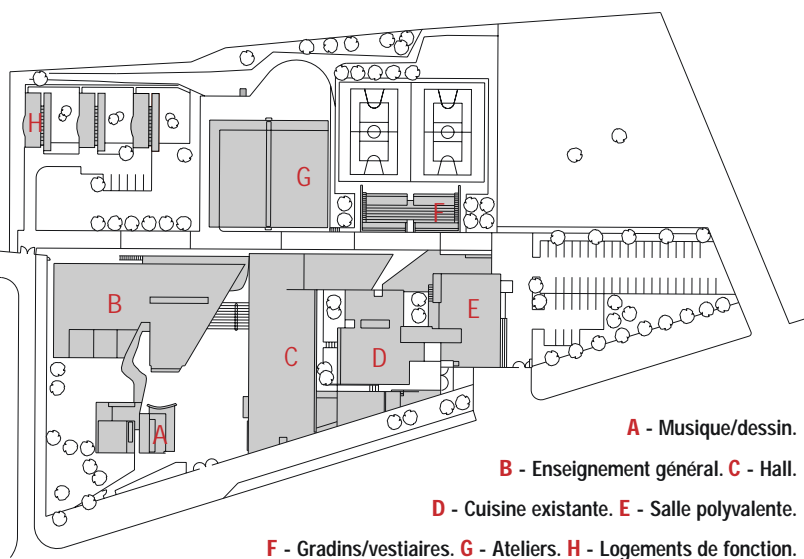 H
G
F
B
E
C
D
A
A - Musique/dessin.
B - Enseignement général. C - Hall.
D - Cuisine existante. E - Salle polyvalente.
F - Gradins/vestiaires. G - Ateliers. H - Logements de fonction.